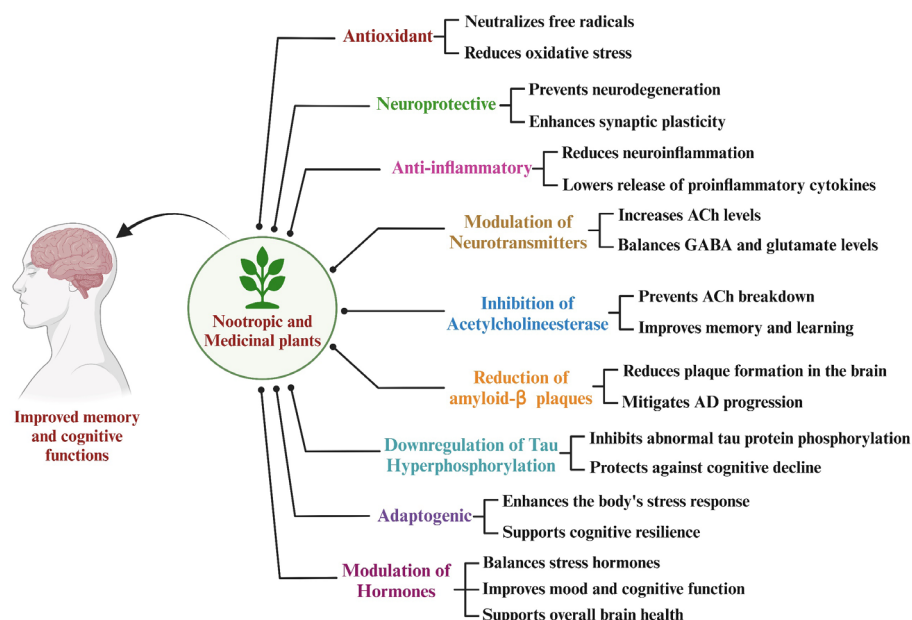 Antioxidant
Neutralizes free radicals
Reduces oxidative stress
Neuroprotective
Prevents neurodegeneration
Enhances synaptic plasticity
Anti-inflammatory
Reduces neuroinflammation
Lowers release of proinflammatory cytokines
Modulation of
Neurotransmitters
Increases ACh levels
Balances GABA and glutamate levels
Inhibition of
Acetylcholineesterase
Prevents ACh breakdown
Improves memory and learning
Reduction of
amyloid-β plaques
Reduces plaque formation in the brain
Mitigates AD progression
Downregulation of Tau
Hyperphosphorylation
Inhibits abnormal tau protein phosphorylation
Protects against cognitive decline
Adaptogenic
Enhances the body's stress response
Supports cognitive resilience
Modulation of
Hormones
Balances stress hormones
Improves mood and cognitive function
Supports overall brain health
Nootropic and
Medicinal plants
Improved memory
and cognitive
functions